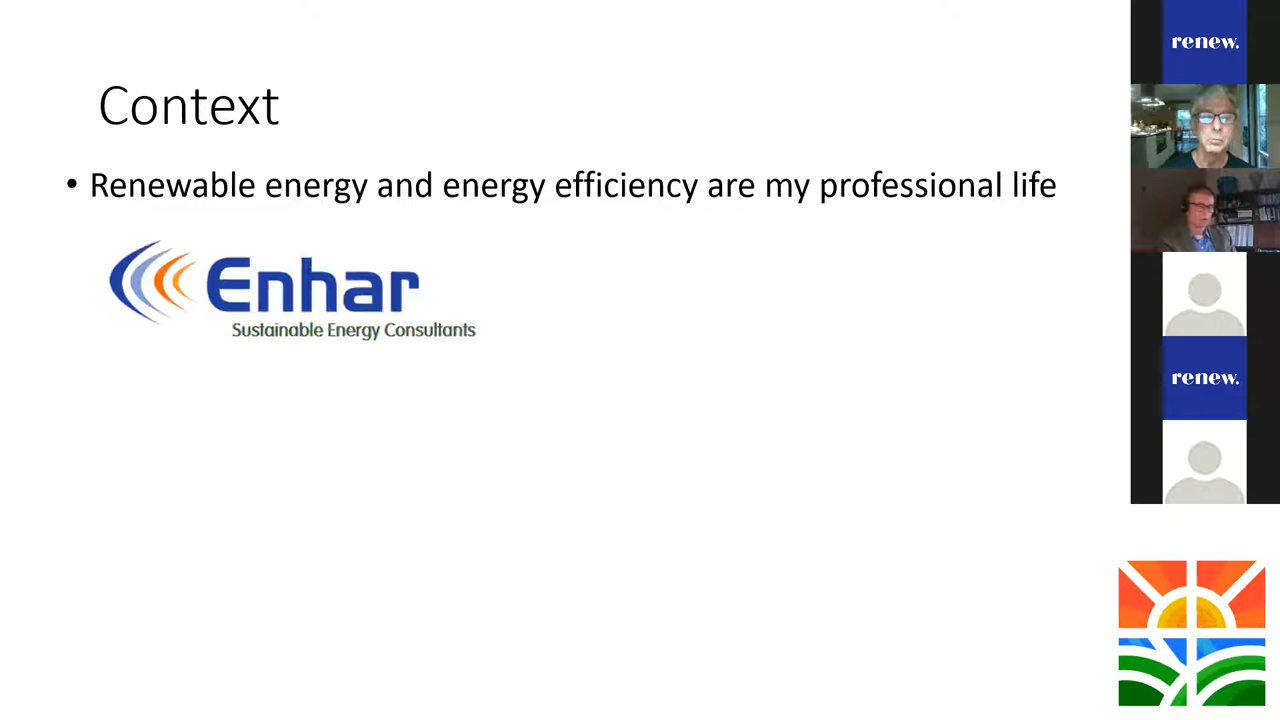 Context
• Renewable energy and energy efficiency are my professional life
Enhar
Sustainable Energy Consultants
renew.
renew.